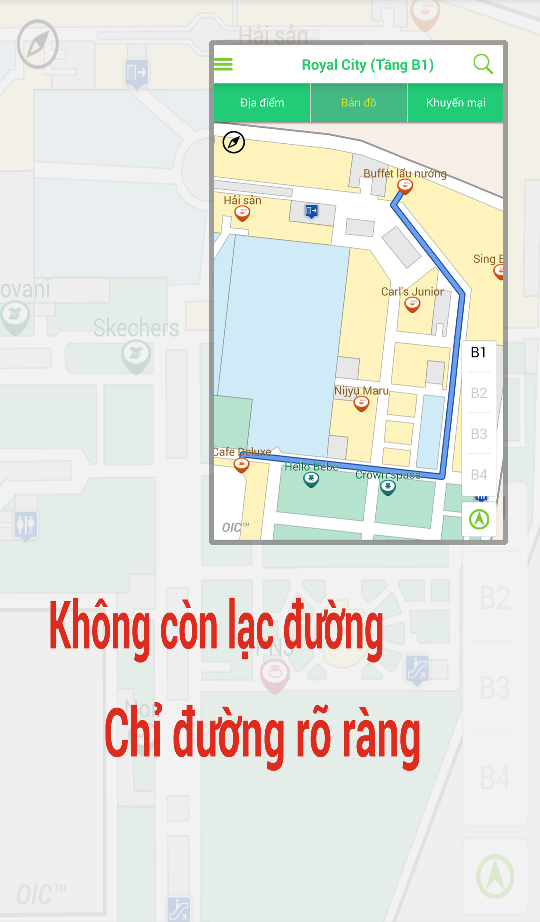 Hải sản
Royal City (Tầng B1)
Địa điểm
Bản đồ
Khuyến mại
Buffet lẩu nướng
Hải sản
Sing
Carl's Junior
B1
B2
B3
B4
Nijyu Maru
Cafe Deluxe
Hello Bebe
Crown space
OIC™
ovani
Skechers
Không còn lạc đường
Chỉ đường rõ ràng
B2
B3
B4
OIC™